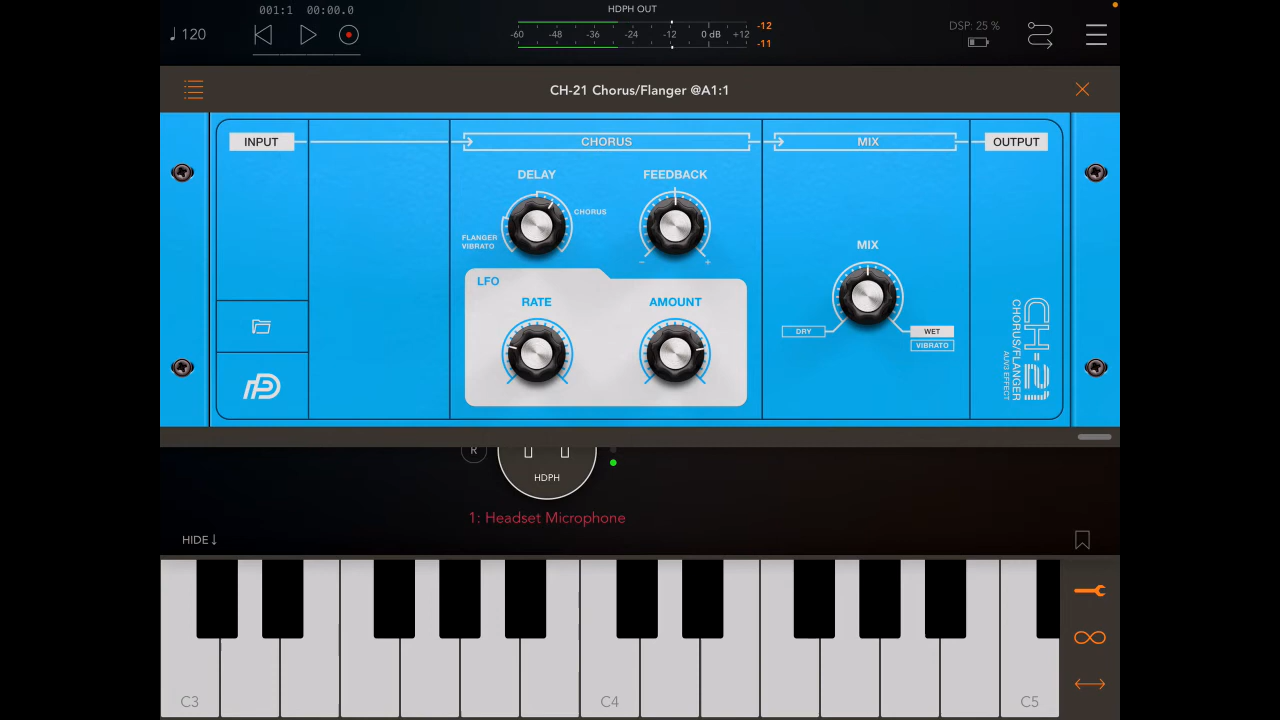 001:1 00:00.0
HDPH OUT
♩ 120
-60 -48 -36 -24 -12 0 dB +12
-12
-11
DSP: 25 %
CH-21 Chorus/Flanger @A1:1
INPUT
CHORUS
MIX
OUTPUT
DELAY
FEEDBACK
CHORUS
FLANGER
VIBRATO
− +
MIX
DRY
WET
VIBRATO
LFO
RATE
AMOUNT
CH-21
CHORUS/FLANGER
AUV3 EFFECT
R
HDPH
1: Headset Microphone
HIDE↓
C3 C4 C5